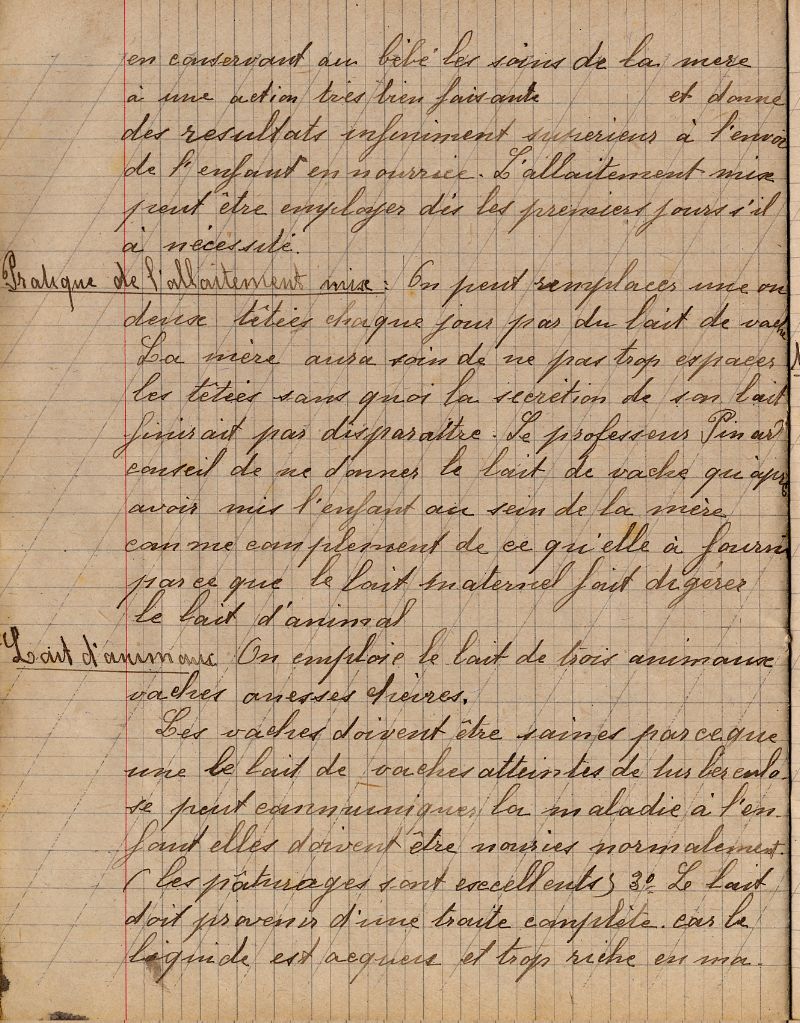 en conservant au bébé les soins de la mere
à une action très bien faisante et donne
des resultats infiniment superieur à l'envoi
de l'enfant en nourrice. L'allaitement mixe
peut être employer dès les premiers jours s'il
à nécessité.
Pratique de l'allaitement mixe : On peut remplacer une ou
deuxe têtées chaque jour par du lait de vache
La mère aura soin de ne pas trop espacer
les têtées sans quoi la secrétion de son lait
finirait par disparaître. Le professeur Pinard
conseil de ne donner le lait de vache qu'après
avoir mis l'enfant au sein de la mère
comme complement de ce qu'elle à fourni
parce que le lait maternel fait digérer
le lait d'animal
Lait d'animaux On emploie le lait de trois animaux
vaches anesses chèvres.
Les vaches doivent être saines parceque
une le lait de vaches atteintes de turberculo-
se peut communiquer la maladie à l'en-
fant elles doivent être nouries normalement.
(les pâturages sont excellents) 3º. Le lait
doit provenir d'une traite complète. car le
liquide est acqueux et trop riche en ma-